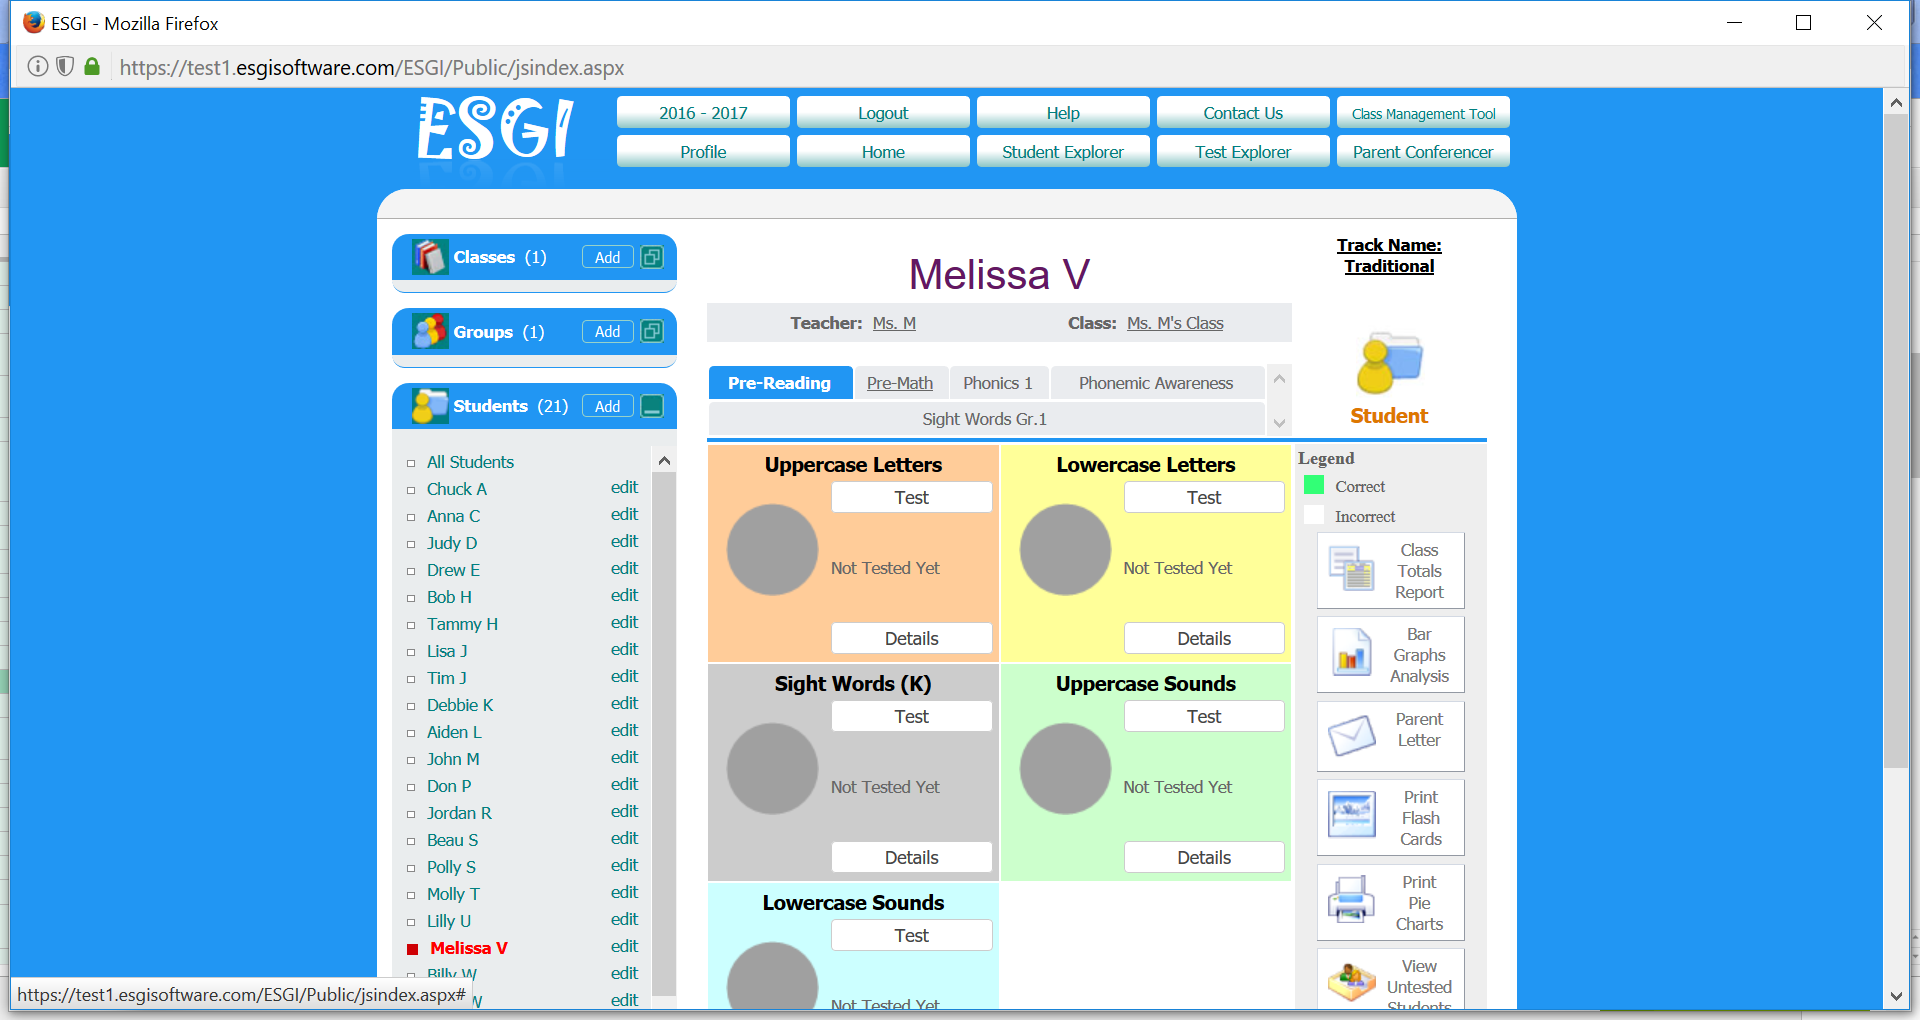 ESGI - Mozilla Firefox
https://test1.esgisoftware.com/ESGI/Public/jsindex.aspx
ESGI
2016 - 2017
Logout
Help
Contact Us
Class Management Tool
Profile
Home
Student Explorer
Test Explorer
Parent Conferencer
Classes (1)
Add
Groups (1)
Add
Students (21)
Add
All Students
Chuck A edit
Anna C edit
Judy D edit
Drew E edit
Bob H edit
Tammy H edit
Lisa J edit
Tim J edit
Debbie K edit
Aiden L edit
John M edit
Don P edit
Jordan R edit
Beau S edit
Polly S edit
Molly T edit
Lilly U edit
Melissa V edit
Billy W edit
W edit
https://test1.esgisoftware.com/ESGI/Public/jsindex.aspx#
Melissa V
Teacher: Ms. M
Class: Ms. M's Class
Track Name:
Traditional
Student
Pre-Reading
Pre-Math
Phonics 1
Phonemic Awareness
Sight Words Gr.1
Uppercase Letters
Test
Not Tested Yet
Details
Lowercase Letters
Test
Not Tested Yet
Details
Sight Words (K)
Test
Not Tested Yet
Details
Uppercase Sounds
Test
Not Tested Yet
Details
Lowercase Sounds
Test
Not Tested Yet
Legend
Correct
Incorrect
Class
Totals
Report
Bar
Graphs
Analysis
Parent
Letter
Print
Flash
Cards
Print
Pie
Charts
View
Untested
Students